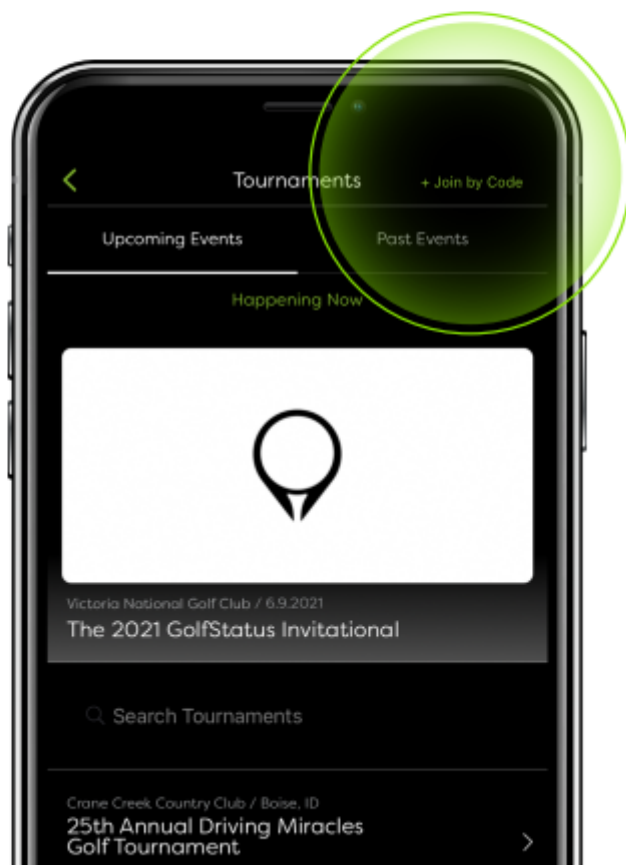 Tournaments
+ Join by Code
Upcoming Events
Past Events
Happening Now
Victoria National Golf Club / 6.9.2021
The 2021 GolfStatus Invitational
Search Tournaments
Crane Creek Country Club / Boise, ID
25th Annual Driving Miracles
Golf Tournament